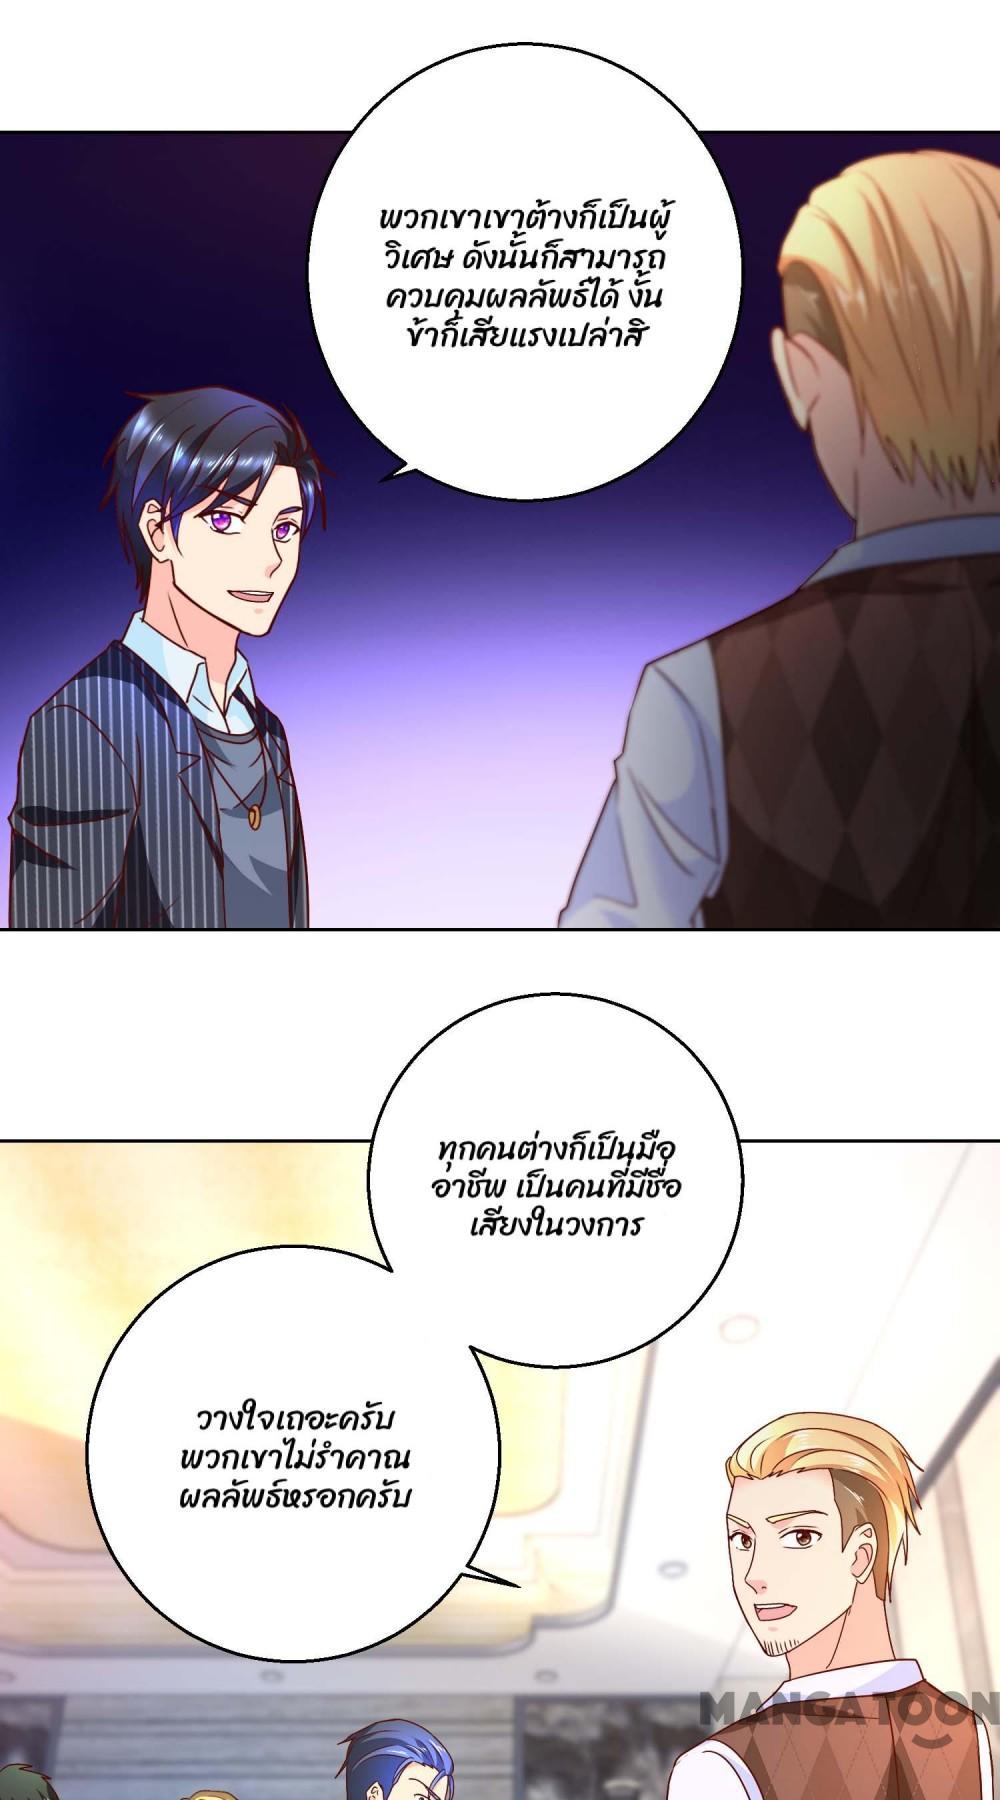 พวกเขาเขาต้างก็เป็นผู้
วิเศษ ดังนั้นก็สามารถ
ควบคุมผลลัพธ์ได้ งั้น
ข้าก็เสียแรงเปล่าสิ
ทุกคนต่างก็เป็นมือ
อาชีพ เป็นคนที่มีชื่อ
เสียงในวงการ
วางใจเถอะครับ
พวกเขาไม่รำคาณ
ผลลัพธ์หรอกครับ
MANGATOON